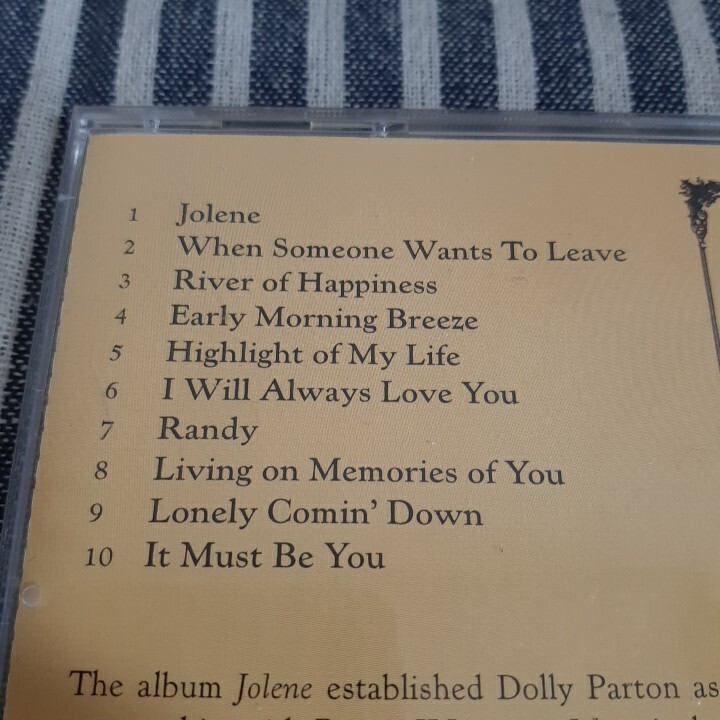 1 Jolene
2 When Someone Wants To Leave
3 River of Happiness
4 Early Morning Breeze
5 Highlight of My Life
6 I Will Always Love You
7 Randy
8 Living on Memories of You
9 Lonely Comin' Down
10 It Must Be You
The album Jolene established Dolly Parton as